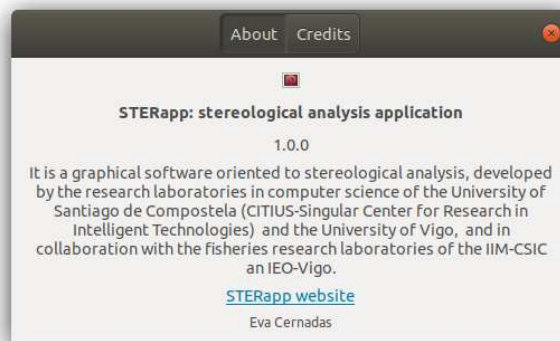 About Credits
STERapp: stereological analysis application
1.0.0
It is a graphical software oriented to stereological analysis, developed
by the research laboratories in computer science of the University of
Santiago de Compostela (CITIUS-Singular Center for Research in
Intelligent Technologies) and the University of Vigo, and in
collaboration with the fisheries research laboratories of the IIM-CSIC
an IEO-Vigo.
STERapp website
Eva Cernadas